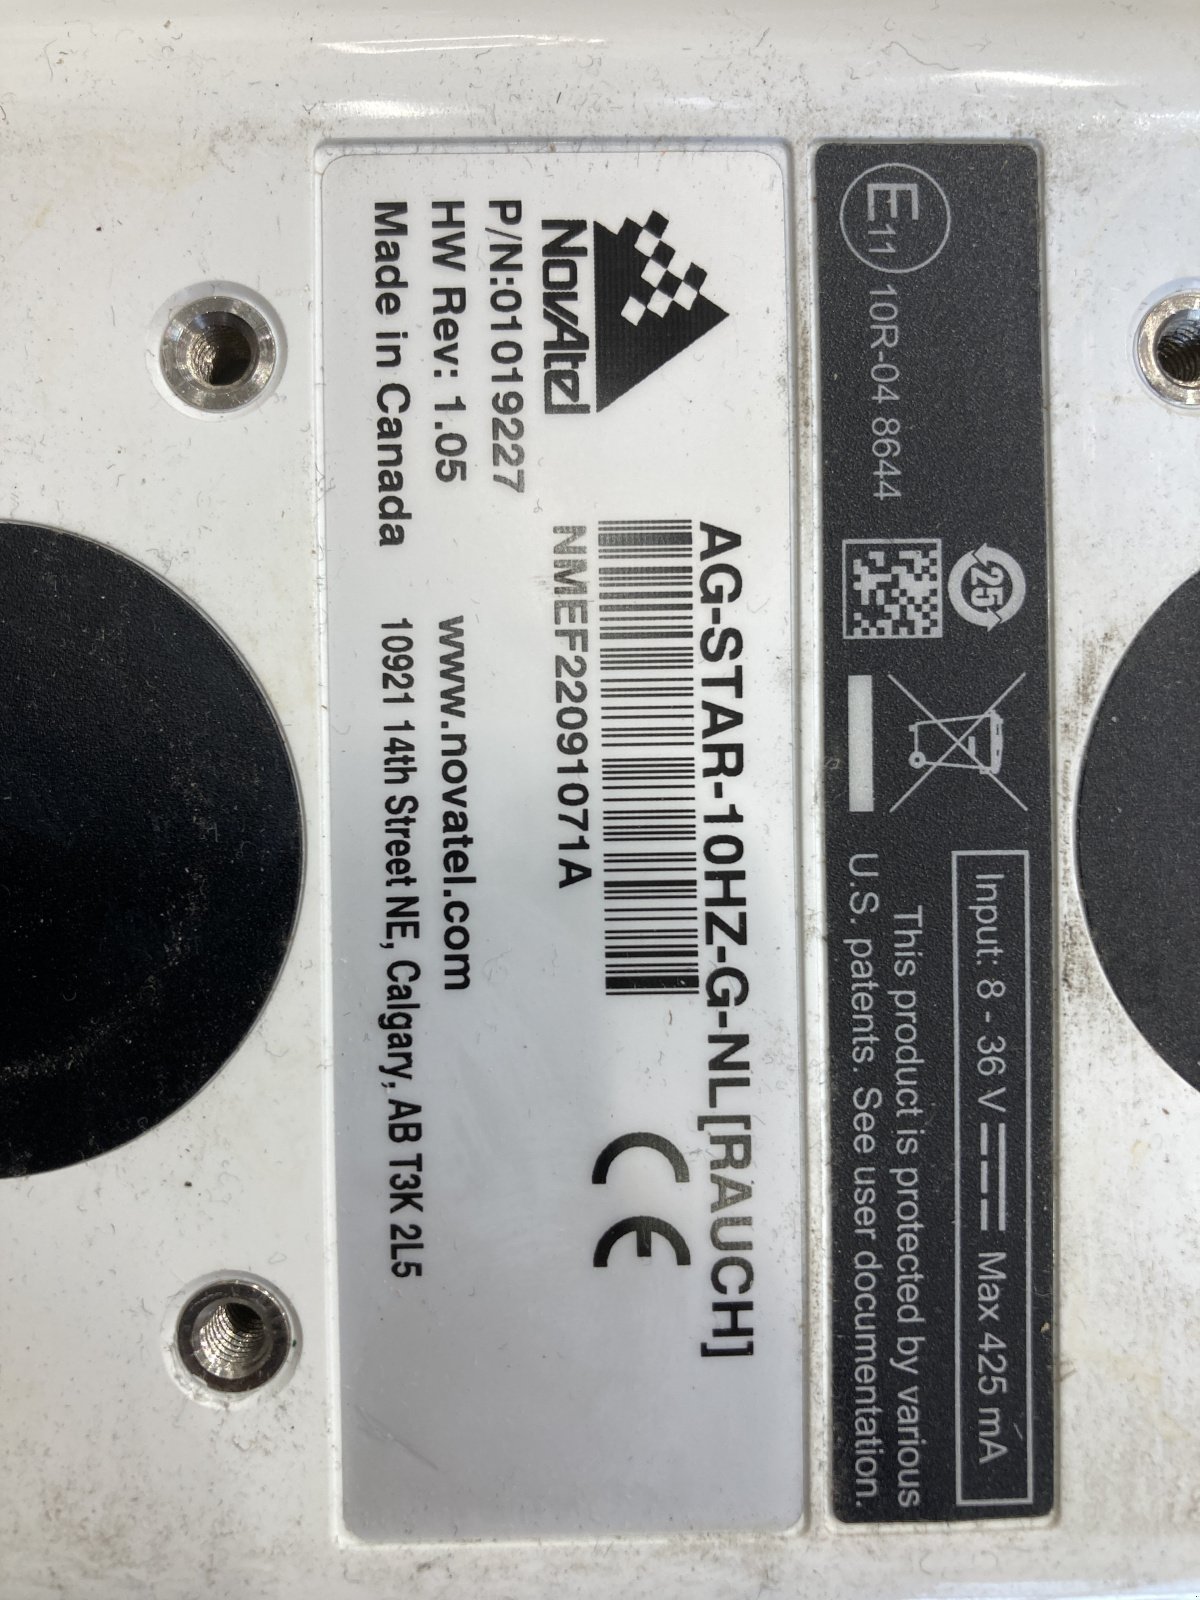 E11 10R-04 8644
25
Input: 8 - 36 V Max 425 mA
This product is protected by various
U.S. patents. See user documentation.
NovAtel
AG-STAR-10HZ-G-NL[RAUCH]
NMEF22091071A
P/N:01019227
HW Rev: 1.05
Made in Canada
www.novatel.com
10921 14th Street NE, Calgary, AB T3K 2L5
CE